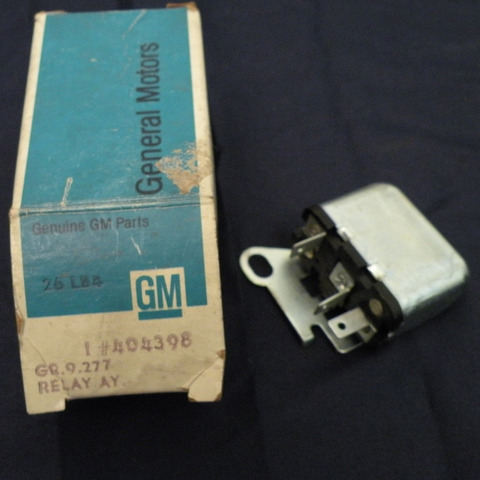 General Motors
Genuine GM Parts
26 LB4
GM
1 #404398
GR.9.277
RELAY AY.